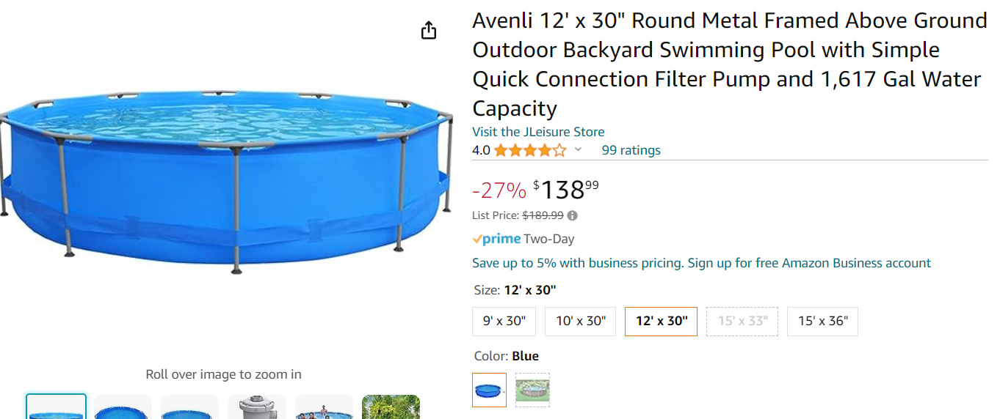 Avenli 12' x 30" Round Metal Framed Above Ground
Outdoor Backyard Swimming Pool with Simple
Quick Connection Filter Pump and 1,617 Gal Water
Capacity
Visit the JLeisure Store
4.0 99 ratings
-27% $138 99
List Price: $189.99
prime Two-Day
Save up to 5% with business pricing. Sign up for free Amazon Business account
Size: 12' x 30"
9' x 30" 10' x 30" 12' x 30" 15' x 33" 15' x 36"
Color: Blue
Roll over image to zoom in